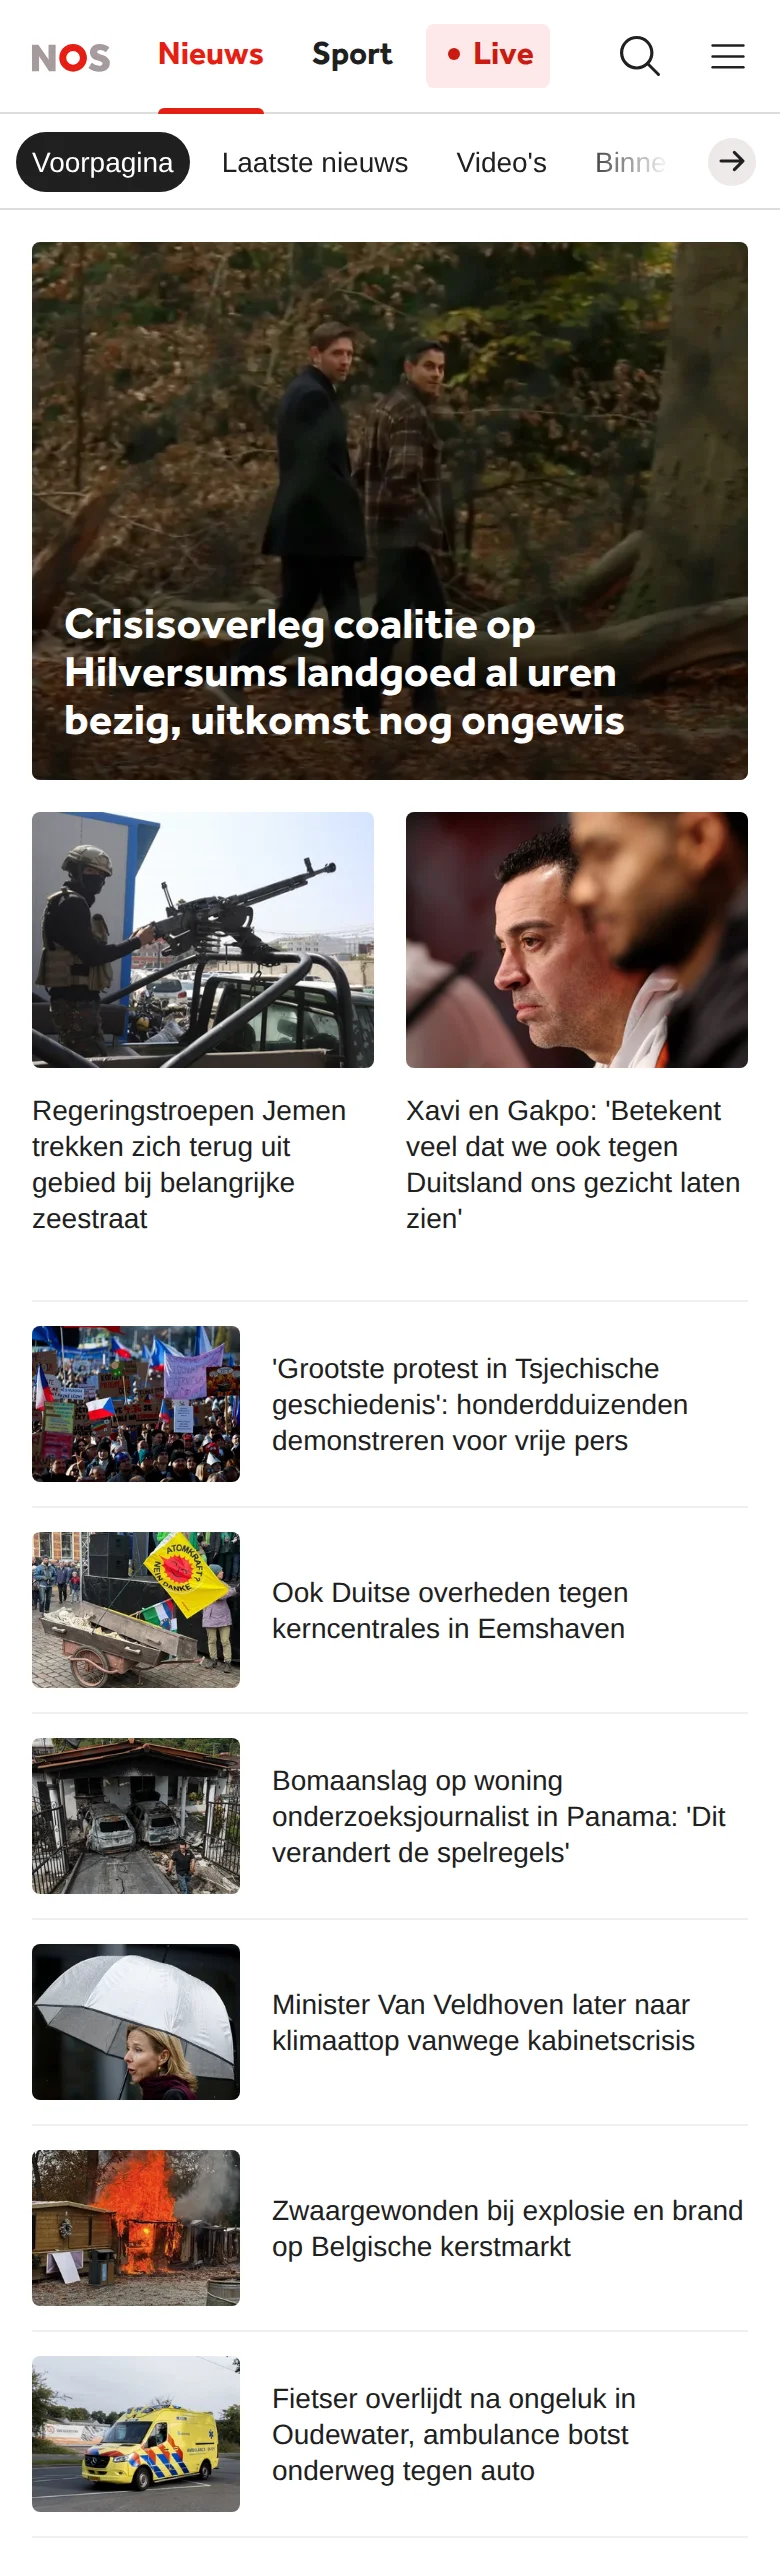 NOS Nieuws Sport Live
Voorpagina Laatste nieuws Video's Binne
Crisisoverleg coalitie op
Hilversums landgoed al uren
bezig, uitkomst nog ongewis
Regeringstroepen Jemen
trekken zich terug uit
gebied bij belangrijke
zeestraat
Xavi en Gakpo: 'Betekent
veel dat we ook tegen
Duitsland ons gezicht laten
zien'
'Grootste protest in Tsjechische
geschiedenis': honderdduizenden
demonstreren voor vrije pers
ATOMKRAFT?
NEIN DANKE
Ook Duitse overheden tegen
kerncentrales in Eemshaven
Bomaanslag op woning
onderzoeksjournalist in Panama: 'Dit
verandert de spelregels'
Minister Van Veldhoven later naar
klimaattop vanwege kabinetscrisis
Zwaargewonden bij explosie en brand
op Belgische kerstmarkt
Fietser overlijdt na ongeluk in
Oudewater, ambulance botst
onderweg tegen auto